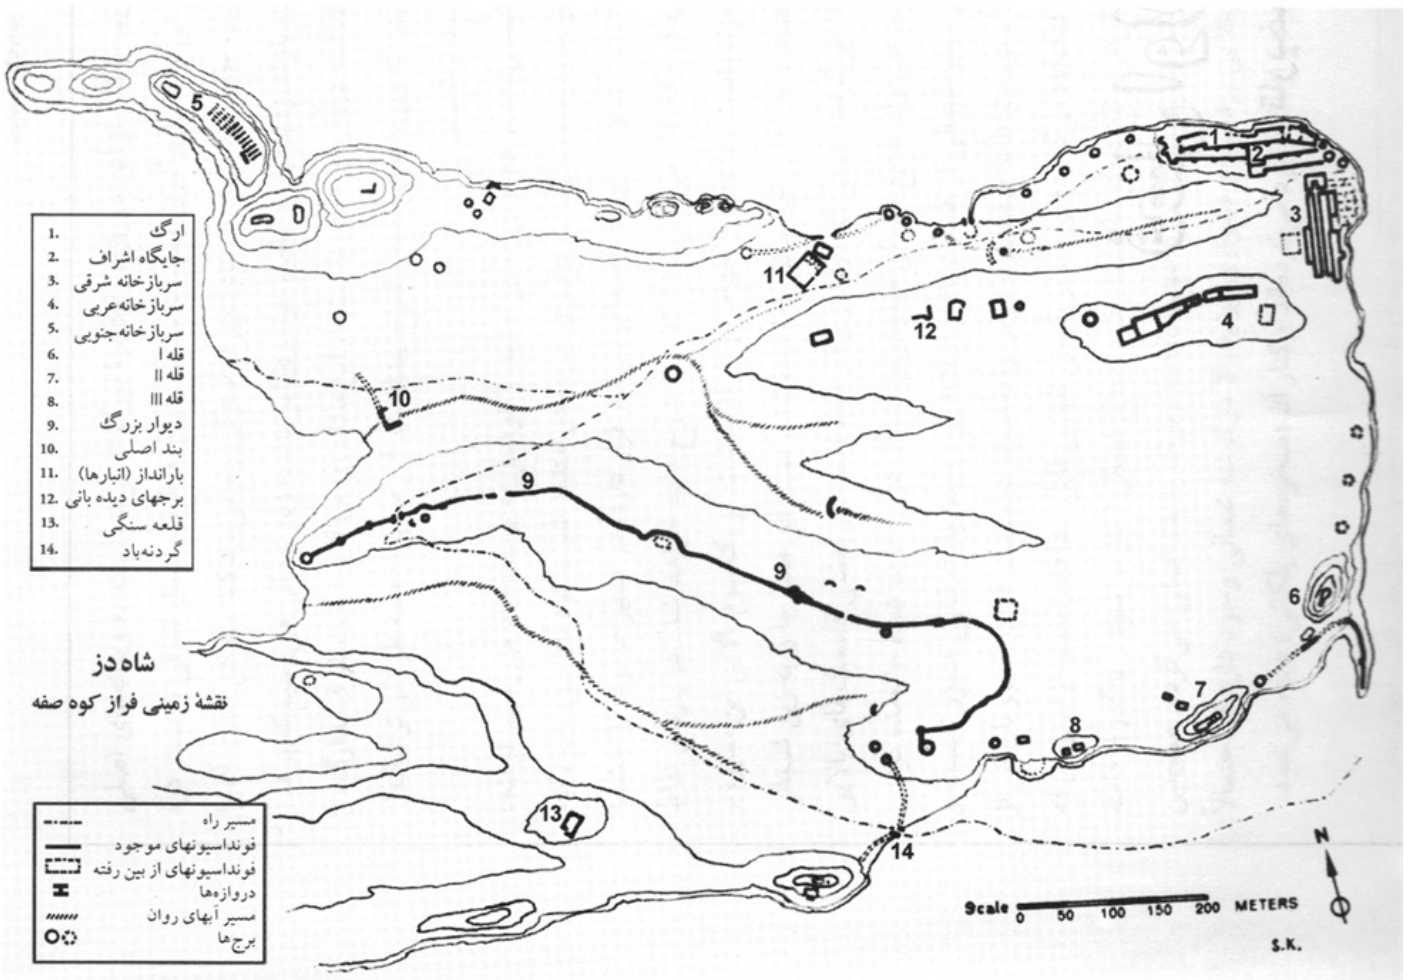 1. ارگ
2. جایگاه اشراف
3. سربازخانه شرقی
4. سربازخانه غربی
5. سربازخانه جنوبی
6. قله I
7. قله II
8. قله III
9. دیوار بزرگ
10. بند اصلی
11. بارانداز (انبارها)
12. برجهای دیده بانی
13. قلعه سنگی
14. گردنه باد
شاه دز
نقشهٔ زمینی فراز کوه صفه
مسیر راه
فونداسیونهای موجود
فونداسیونهای از بین رفته
دروازه‌ها
مسیر آبهای روان
برج‌ها
1
2
3
4
5
6
7
8
9
9
10
11
12
13
14
N
Scale 0 50 100 150 200 METERS
S.K.